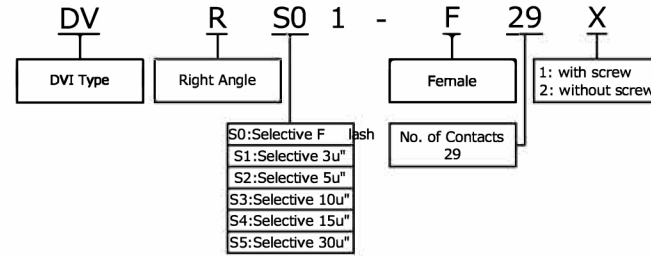 DV R S0 1 - F 29 X
DVI Type
Right Angle
Female
1: with screw
2: without screw
S0:Selective F lash
S1:Selective 3u"
S2:Selective 5u"
S3:Selective 10u"
S4:Selective 15u"
S5:Selective 30u"
No. of Contacts
29